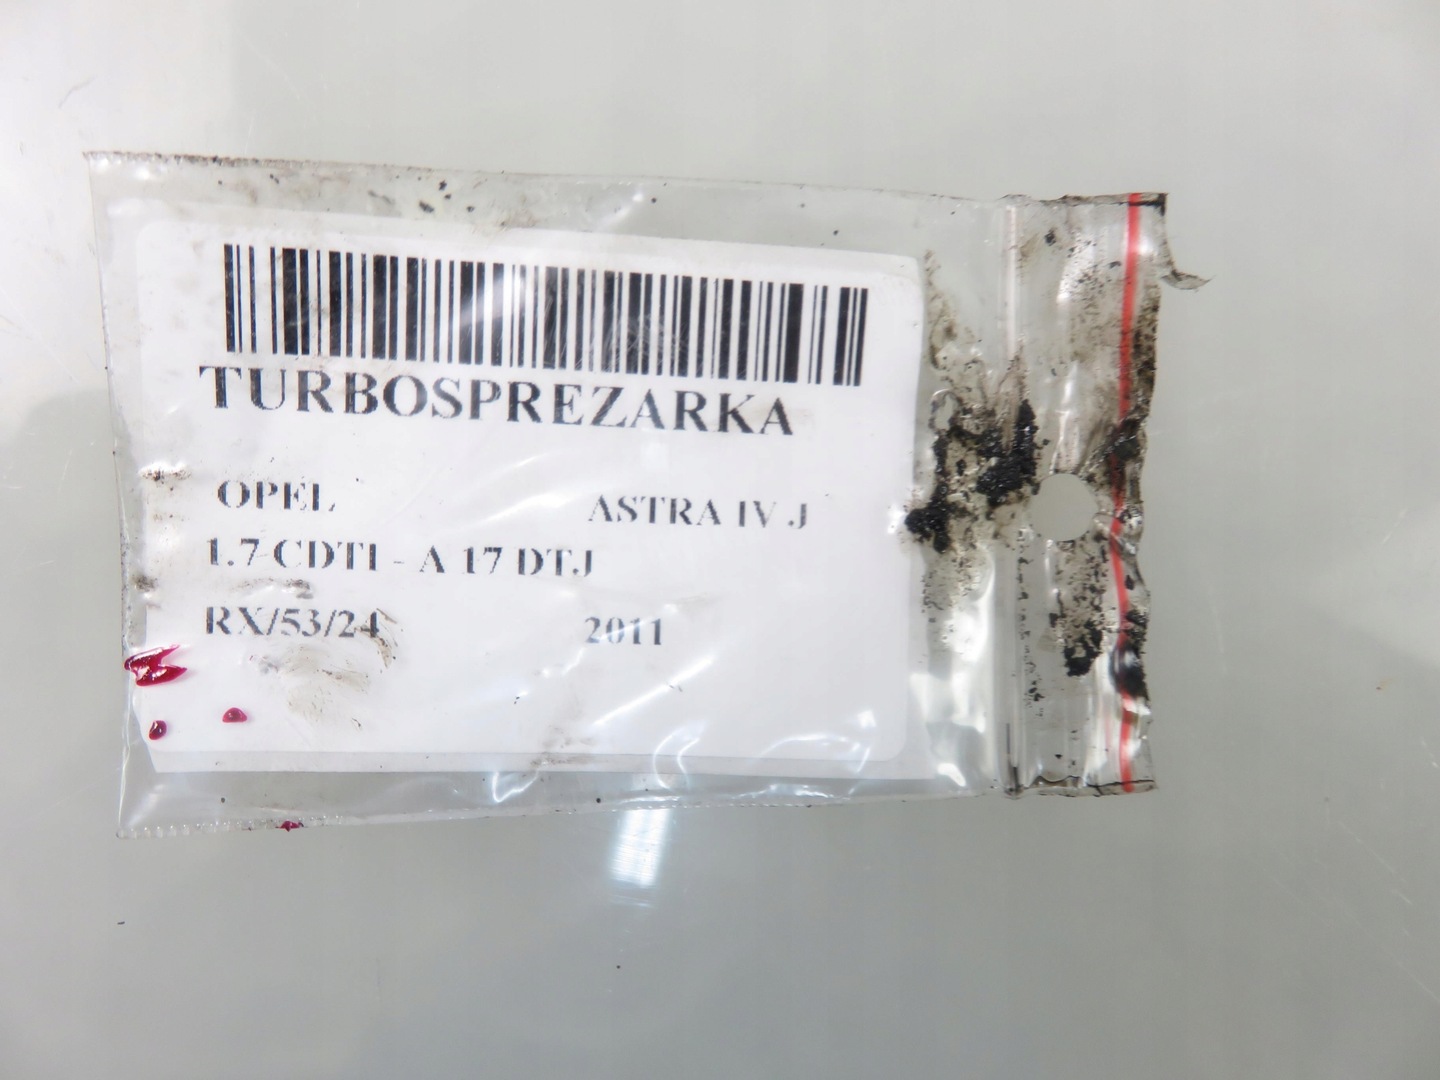 TURBOSPREZARKA
OPEL ASTRA IV J
1.7 CDTI - A 17 DTJ
RX/53/24 2011